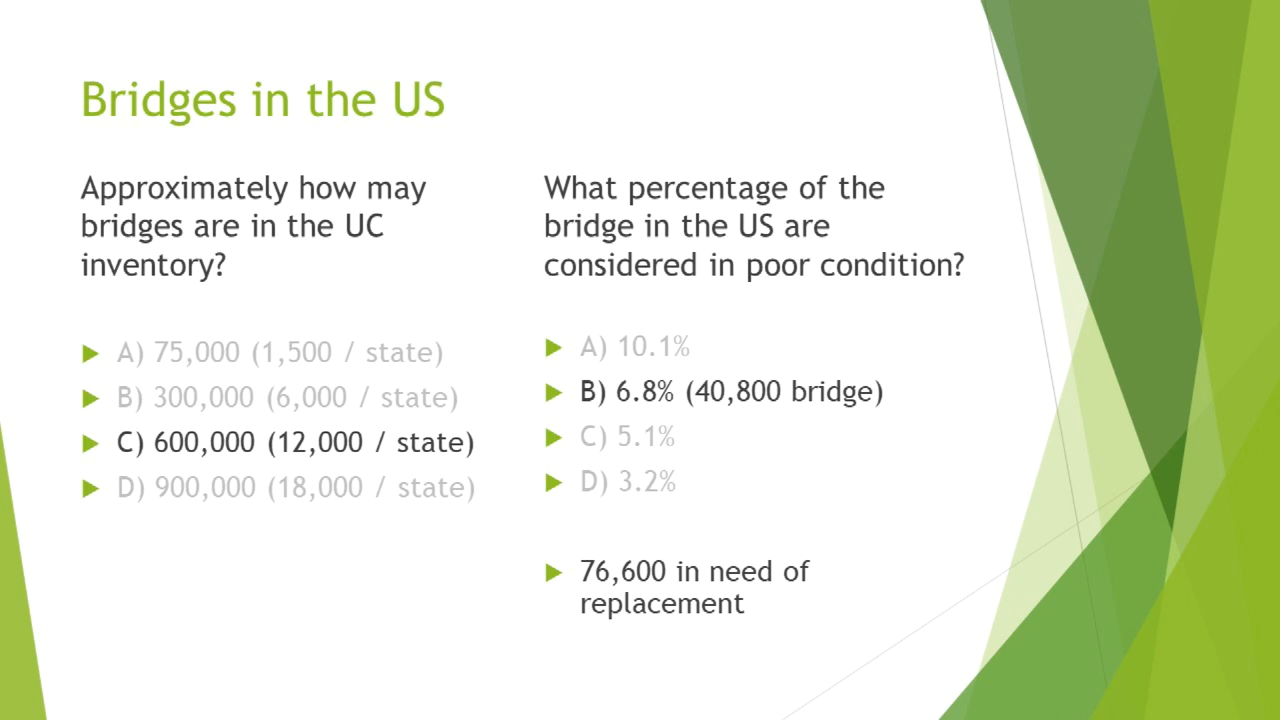 Bridges in the US
Approximately how may
bridges are in the UC
inventory?
A) 75,000 (1,500 / state)
B) 300,000 (6,000 / state)
C) 600,000 (12,000 / state)
D) 900,000 (18,000 / state)
What percentage of the
bridge in the US are
considered in poor condition?
A) 10.1%
B) 6.8% (40,800 bridge)
C) 5.1%
D) 3.2%
76,600 in need of
replacement